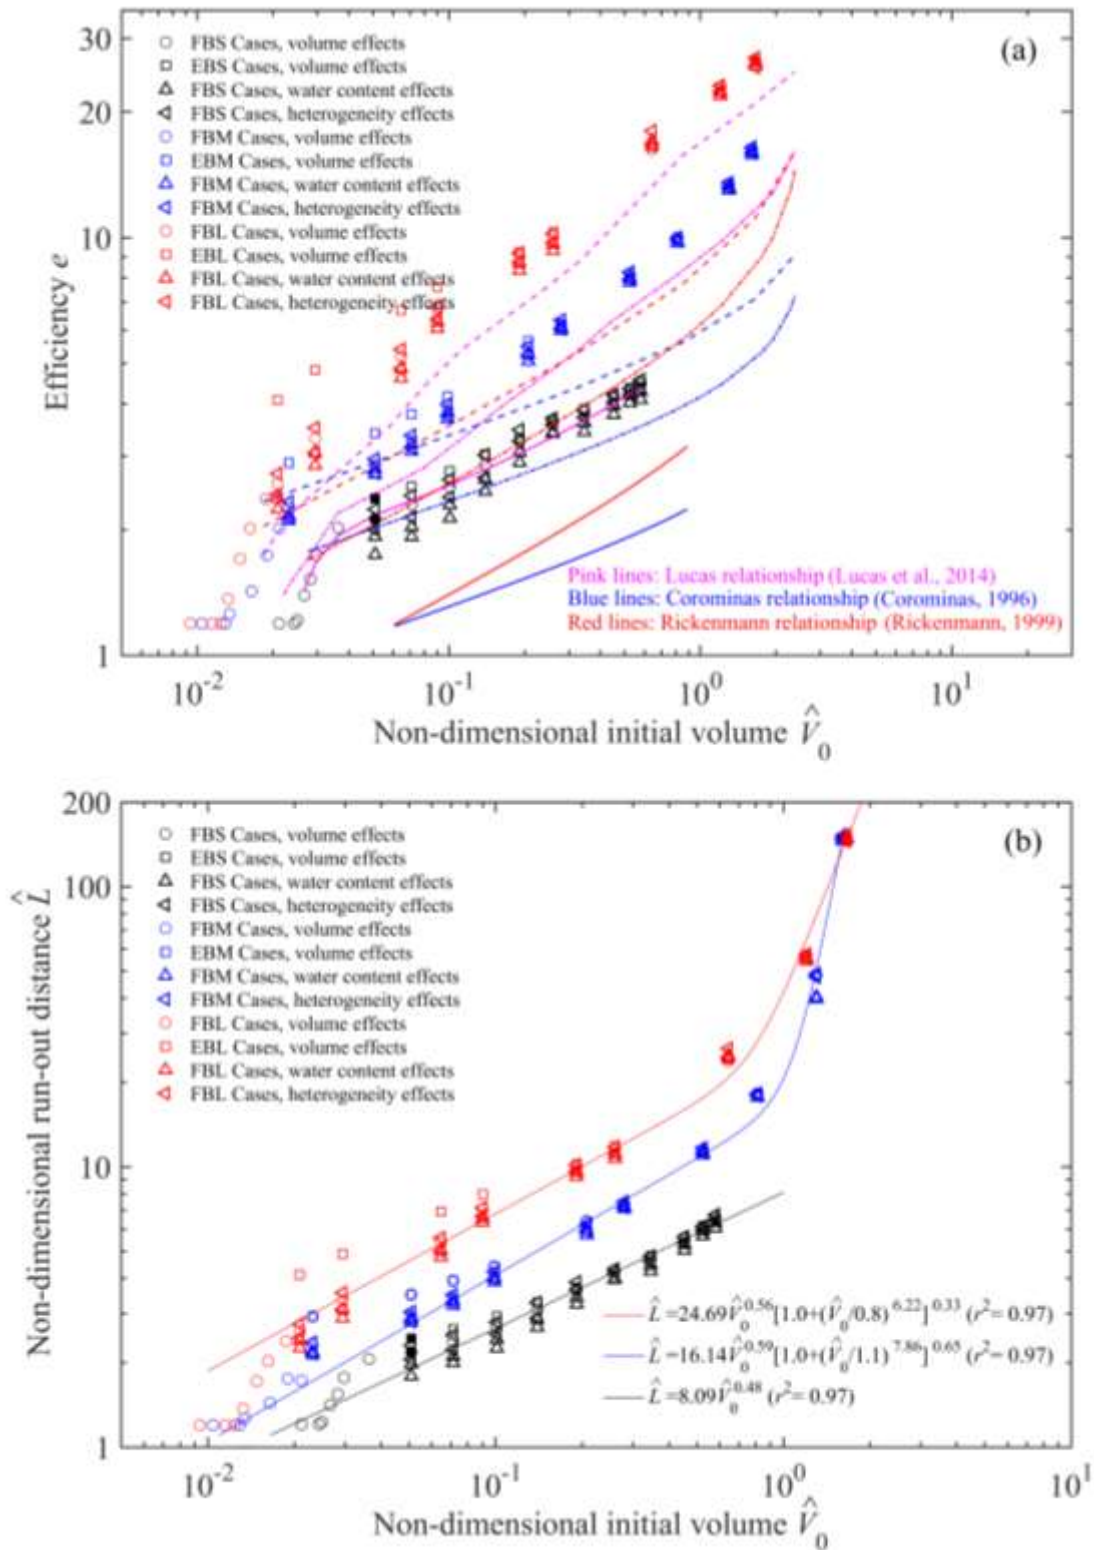 (a)
30
20
10
1
Efficiency e
FBS Cases, volume effects
EBS Cases, volume effects
FBS Cases, water content effects
FBS Cases, heterogeneity effects
FBM Cases, volume effects
EBM Cases, volume effects
FBM Cases, water content effects
FBM Cases, heterogeneity effects
FBL Cases, volume effects
EBL Cases, volume effects
FBL Cases, water content effects
FBL Cases, heterogeneity effects
Pink lines: Lucas relationship (Lucas et al., 2014)
Blue lines: Corominas relationship (Corominas, 1996)
Red lines: Rickenmann relationship (Rickenmann, 1999)
10⁻² 10⁻¹ 10⁰ 10¹
Non-dimensional initial volume V̂₀
(b)
200
100
10
1
Non-dimensional run-out distance L̂
FBS Cases, volume effects
EBS Cases, volume effects
FBS Cases, water content effects
FBS Cases, heterogeneity effects
FBM Cases, volume effects
EBM Cases, volume effects
FBM Cases, water content effects
FBM Cases, heterogeneity effects
FBL Cases, volume effects
EBL Cases, volume effects
FBL Cases, water content effects
FBL Cases, heterogeneity effects
L̂ =24.69V̂₀^0.56[1.0+(V̂₀/0.8)^6.22]^0.33 (r²= 0.97)
L̂ =16.14V̂₀^0.59[1.0+(V̂₀/1.1)^7.86]^0.65 (r²= 0.97)
L̂ =8.09V̂₀^0.48 (r²= 0.97)
10⁻² 10⁻¹ 10⁰ 10¹
Non-dimensional initial volume V̂₀